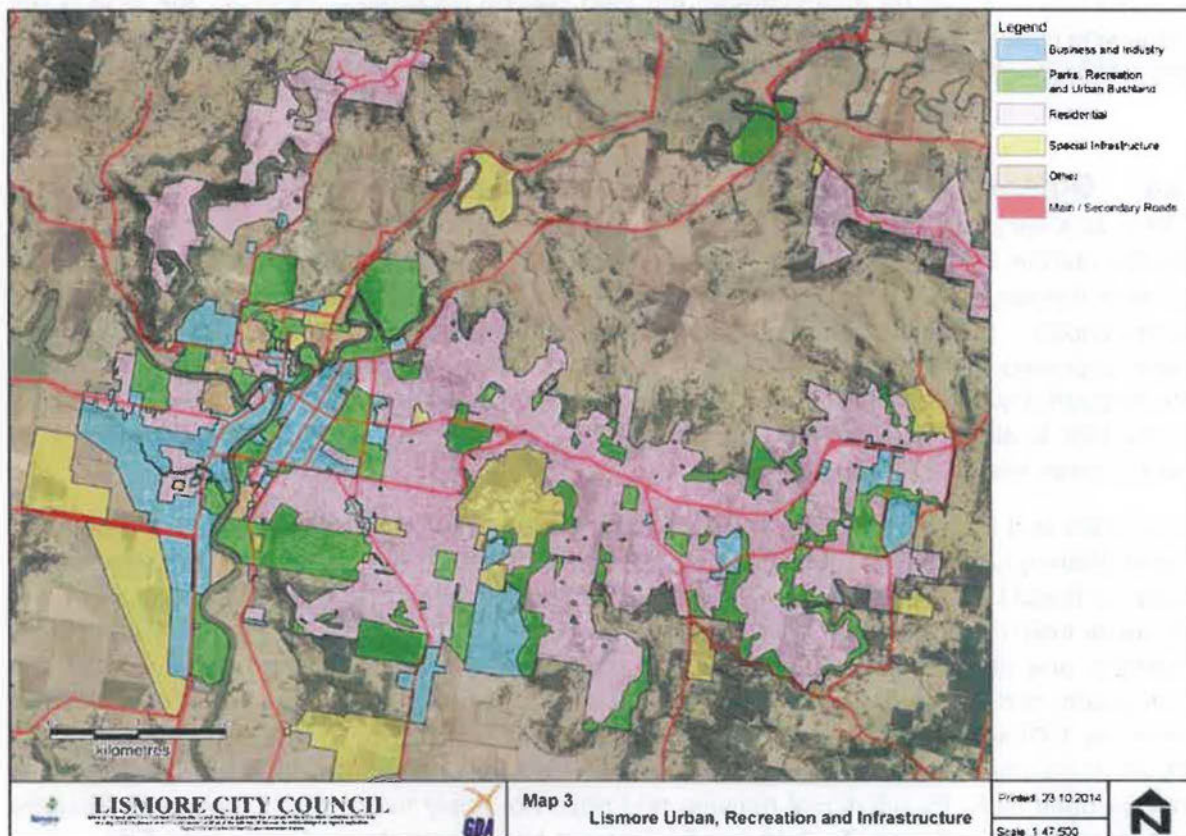 Legend
Business and Industry
Parks, Recreation
and Urban Bushland
Residential
Special Infrastructure
Other
Main / Secondary Roads
kilometres
LISMORE CITY COUNCIL
GDA
Map 3
Lismore Urban, Recreation and Infrastructure
Printed, 23.10.2014
Scale 1:47,500
N